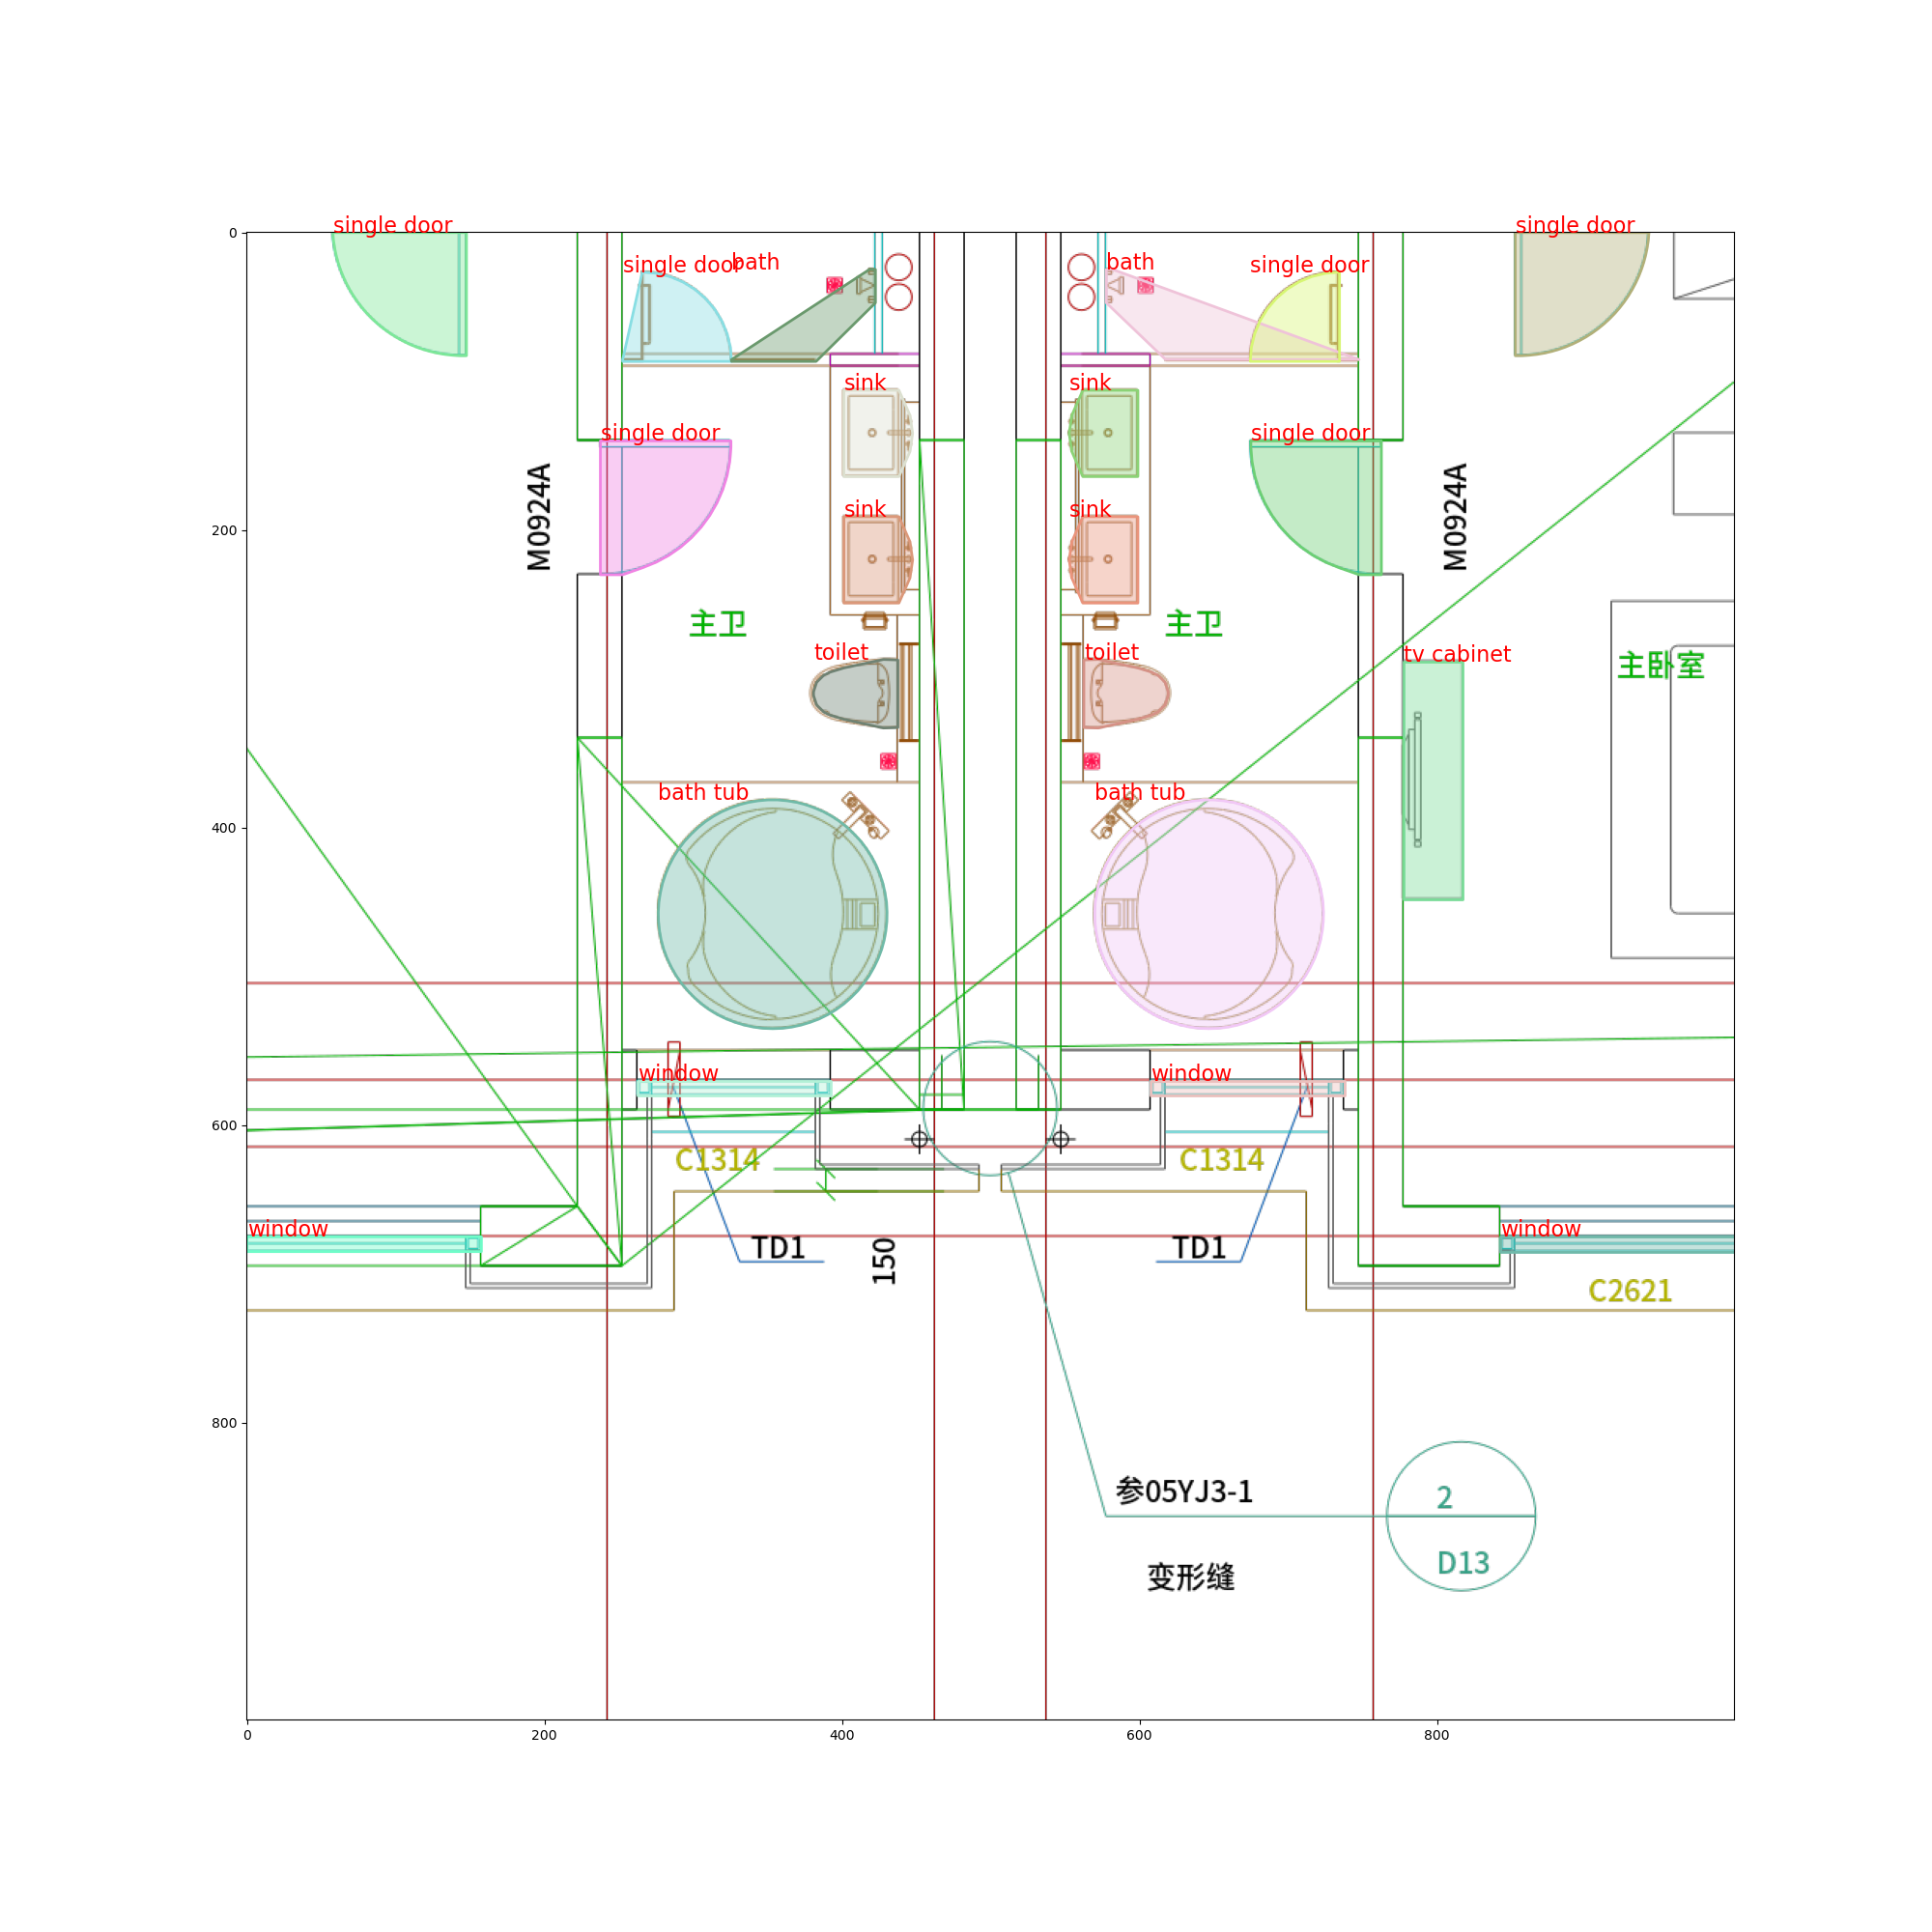 single door
single door
0
single door
bath
bath
single door
sink
sink
single door
single door
M0924A
M0924A
sink
sink
200
主卫
主卫
toilet
toilet
tv cabinet
主卧室
bath tub
bath tub
400
window
window
600
C1314
C1314
window
window
TD1
150
TD1
C2621
800
参05YJ3-1
2
D13
变形缝
0
200
400
600
800